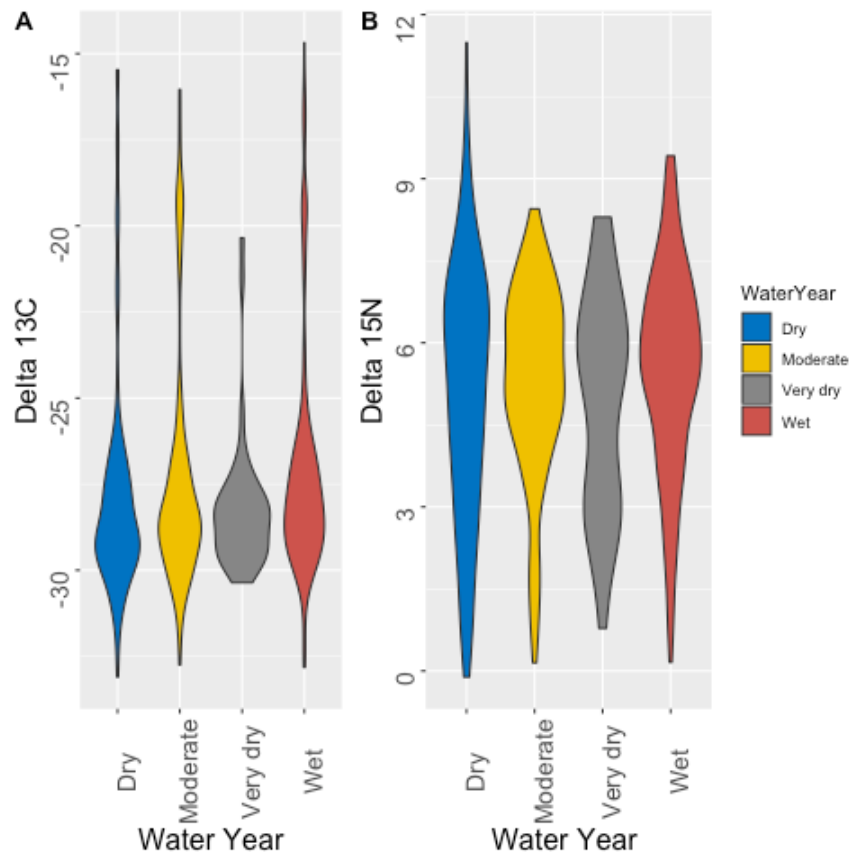 A
Delta 13C
-15
-20
-25
-30
Dry
Moderate
Very dry
Wet
Water Year
B
Delta 15N
12
9
6
3
0
Dry
Moderate
Very dry
Wet
Water Year
WaterYear
Dry
Moderate
Very dry
Wet